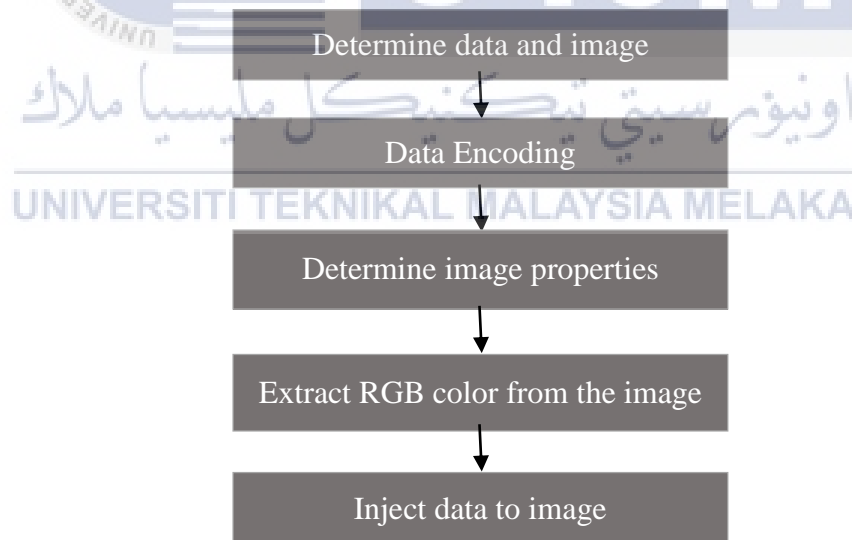 Determine data and image
اونيۏرسيتي تيكنيكل مليسيا ملاك
Data Encoding
UNIVERSITI TEKNIKAL MALAYSIA MELAKA
Determine image properties
Extract RGB color from the image
Inject data to image